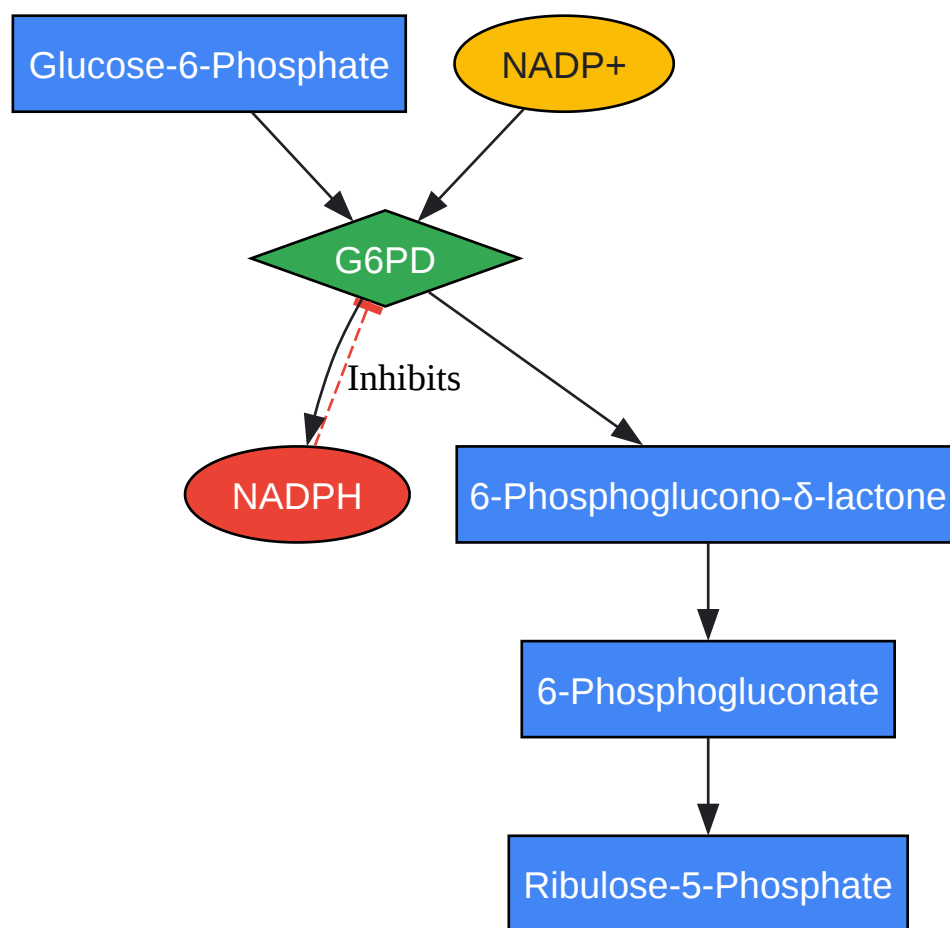 Glucose-6-Phosphate
NADP+
G6PD
Inhibits
NADPH
6-Phosphoglucono-δ-lactone
6-Phosphogluconate
Ribulose-5-Phosphate